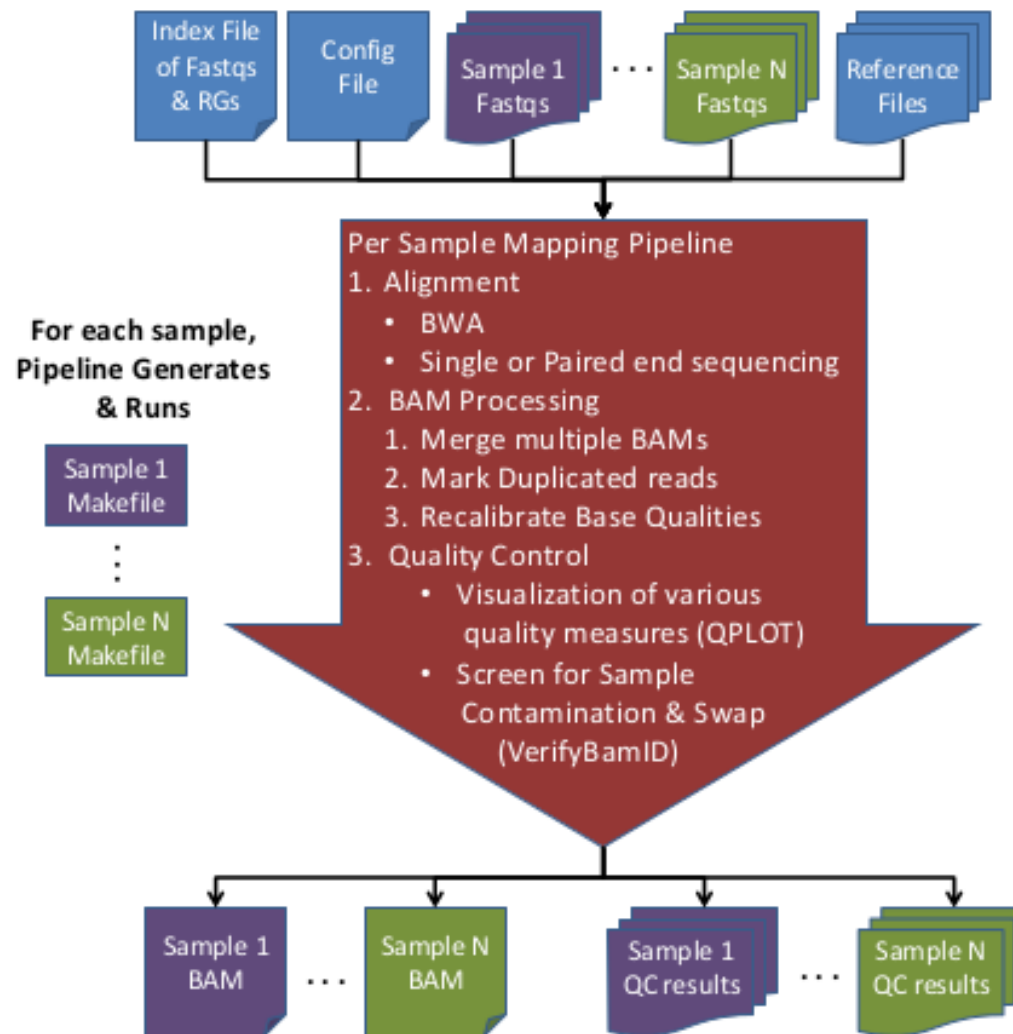 Index File
of Fastqs
& RGs
Config
File
Sample 1
Fastqs
...
Sample N
Fastqs
Reference
Files
Per Sample Mapping Pipeline
1. Alignment
• BWA
• Single or Paired end sequencing
2. BAM Processing
1. Merge multiple BAMs
2. Mark Duplicated reads
3. Recalibrate Base Qualities
3. Quality Control
• Visualization of various
quality measures (QPLOT)
• Screen for Sample
Contamination & Swap
(VerifyBamID)
For each sample,
Pipeline Generates
& Runs
Sample 1
Makefile
...
Sample N
Makefile
Sample 1
BAM
...
Sample N
BAM
Sample 1
QC results
...
Sample N
QC results